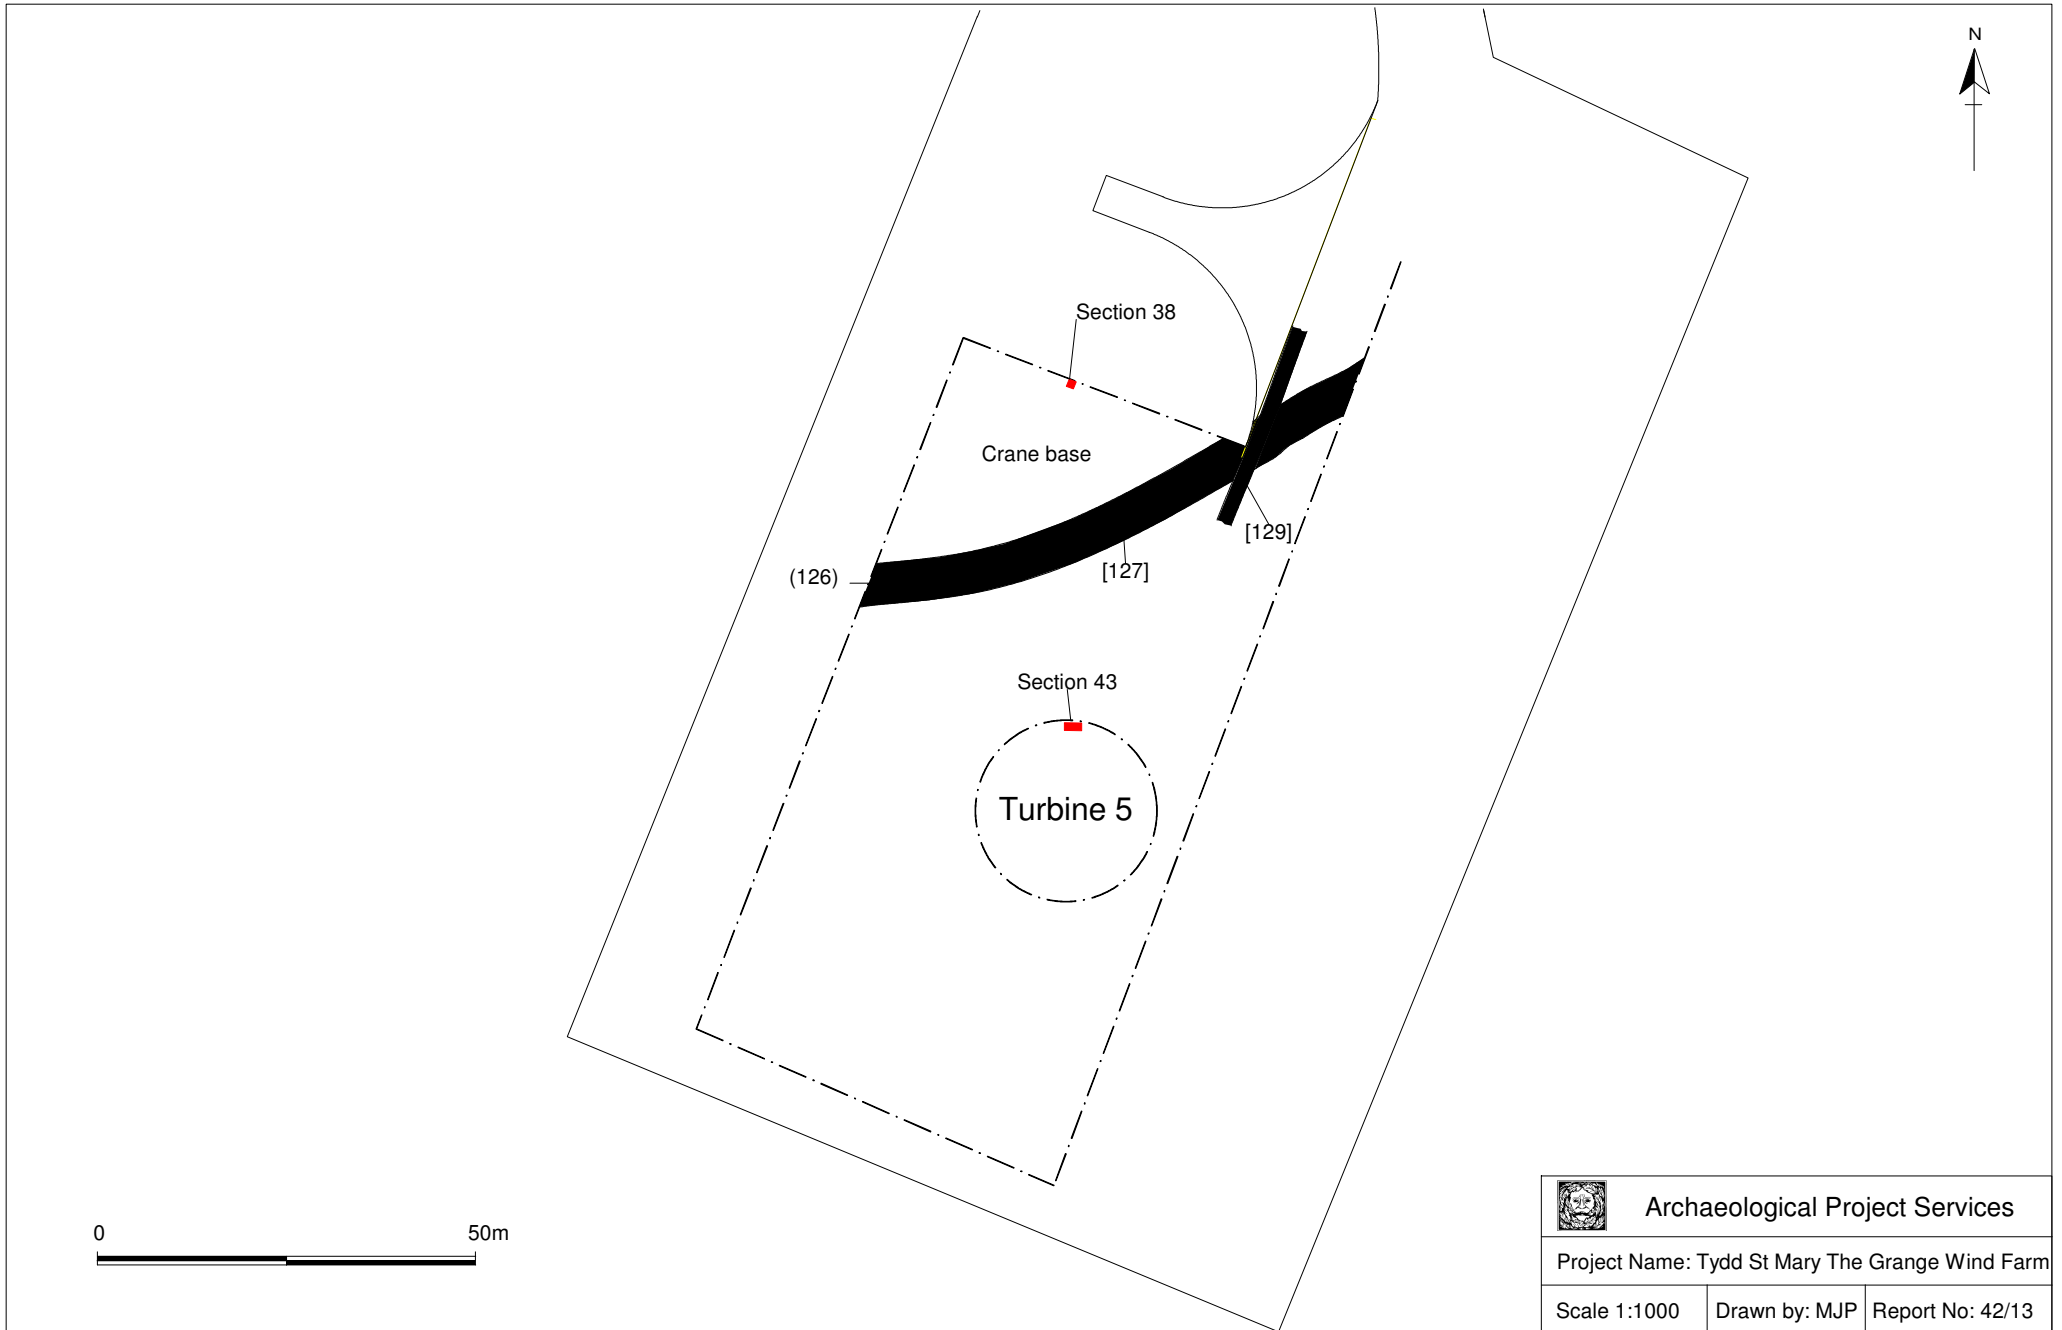 N
Section 38
Crane base
[129]
(126)
[127]
Section 43
Turbine 5
0
50m
Archaeological Project Services
Project Name: Tydd St Mary The Grange Wind Farm
Scale 1:1000
Drawn by: MJP
Report No: 42/13